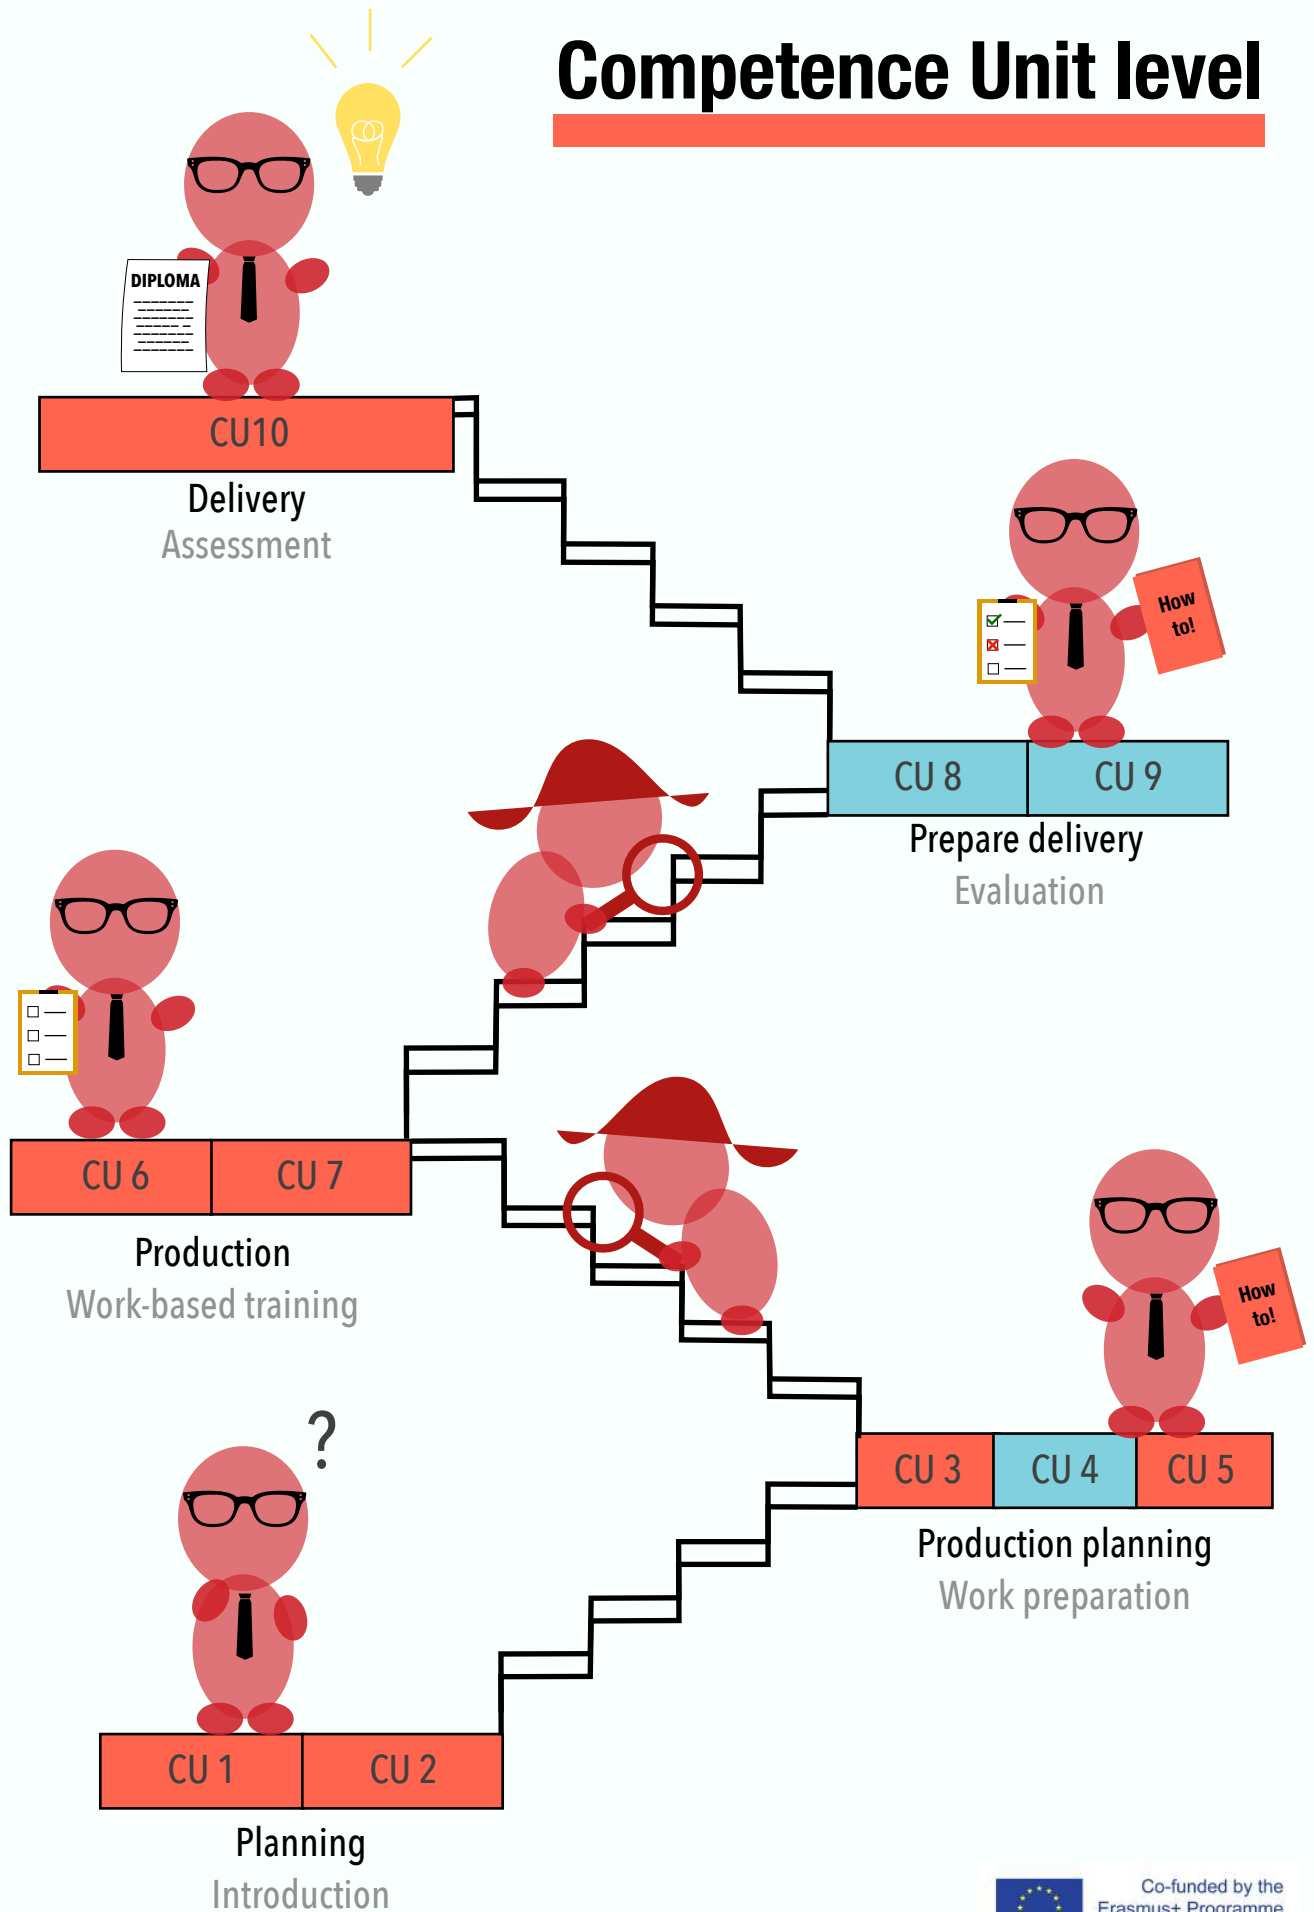 Competence Unit level
DIPLOMA
CU10
Delivery
Assessment
How
to!
CU 8
CU 9
Prepare delivery
Evaluation
CU 6
CU 7
Production
Work-based training
How
to!
CU 3
CU 4
CU 5
Production planning
Work preparation
?
CU 1
CU 2
Planning
Introduction
Co-funded by the
Erasmus+ Programme